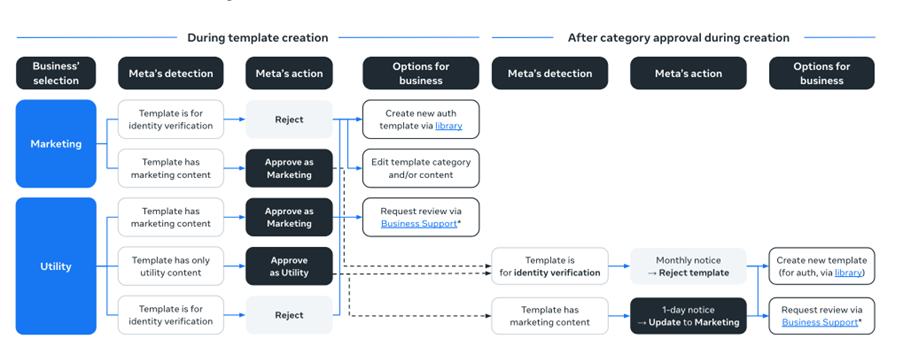 During template creation
After category approval during creation
Business'
selection
Meta's detection
Meta's action
Options for
business
Meta's detection
Meta's action
Options for
business
Marketing
Template is for
identity verification
Reject
Create new auth
template via library
Template has
marketing content
Approve as
Marketing
Edit template category
and/or content
Utility
Template has
marketing content
Approve as
Marketing
Request review via
Business Support*
Template has only
utility content
Approve
as Utility
Template is
for identity verification
Monthly notice
→ Reject template
Create new template
(for auth, via library)
Template is for
identity verification
Reject
Template has
marketing content
1-day notice
→ Update to Marketing
Request review via
Business Support*